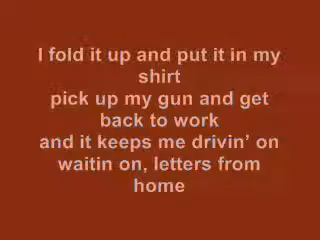 I fold it up and put it in my
shirt
pick up my gun and get
back to work
and it keeps me drivin’ on
waitin on, letters from
home